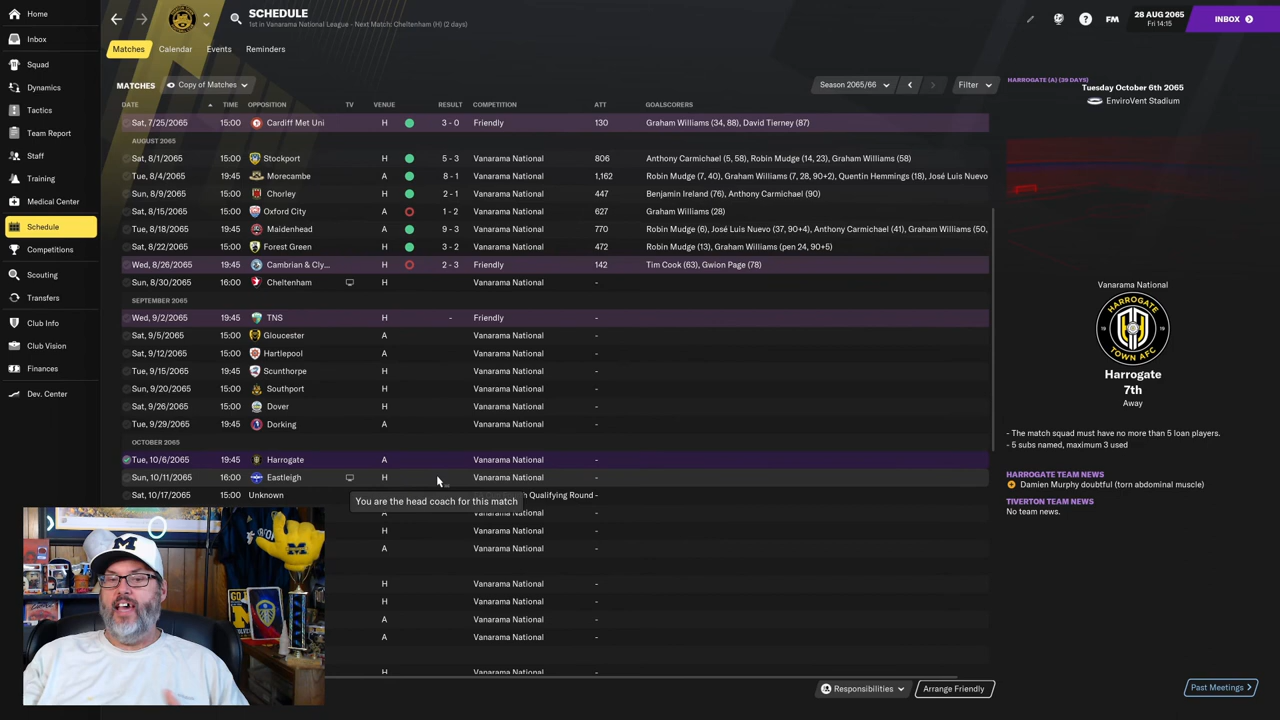 Home
SCHEDULE
1st in Vanarama National League - Next Match: Cheltenham (H) (2 days)
FM
28 AUG 2065
Fri 14:15
INBOX
Inbox
Squad
Dynamics
Tactics
Team Report
Staff
Training
Medical Center
Schedule
Competitions
Scouting
Transfers
Club Info
Club Vision
Finances
Dev. Center
Matches Calendar Events Reminders
MATCHES Copy of Matches Season 2065/66 Filter
DATE TIME OPPOSITION TV VENUE RESULT COMPETITION ATT GOALSCORERS
Sat, 7/25/2065 15:00 Cardiff Met Uni H 3 - 0 Friendly 130 Graham Williams (34, 88), David Tierney (87)
AUGUST 2065
Sat, 8/1/2065 15:00 Stockport H 5 - 3 Vanarama National 806 Anthony Carmichael (5, 58), Robin Mudge (14, 23), Graham Williams (58)
Tue, 8/4/2065 19:45 Morecambe A 8 - 1 Vanarama National 1,162 Robin Mudge (7, 40), Graham Williams (7, 28, 90+2), Quentin Hemmings (18), José Luis Nuevo
Sun, 8/9/2065 15:00 Chorley H 2 - 1 Vanarama National 447 Benjamin Ireland (76), Anthony Carmichael (90)
Sat, 8/15/2065 15:00 Oxford City A 1 - 2 Vanarama National 627 Graham Williams (28)
Tue, 8/18/2065 19:45 Maidenhead A 9 - 3 Vanarama National 770 Robin Mudge (6), José Luis Nuevo (37, 90+4), Anthony Carmichael (41), Graham Williams (50,
Sat, 8/22/2065 15:00 Forest Green H 3 - 2 Vanarama National 472 Robin Mudge (13), Graham Williams (pen 24, 90+5)
Wed, 8/26/2065 19:45 Cambrian & Cly... H 2 - 3 Friendly 142 Tim Cook (63), Gwion Page (78)
Sun, 8/30/2065 16:00 Cheltenham H Vanarama National -
SEPTEMBER 2065
Wed, 9/2/2065 19:45 TNS H - Friendly -
Sat, 9/5/2065 15:00 Gloucester A Vanarama National -
Sat, 9/12/2065 15:00 Hartlepool A Vanarama National -
Tue, 9/15/2065 19:45 Scunthorpe H Vanarama National -
Sun, 9/20/2065 15:00 Southport H Vanarama National -
Sat, 9/26/2065 15:00 Dover H Vanarama National -
Tue, 9/29/2065 19:45 Dorking A Vanarama National -
OCTOBER 2065
Tue, 10/6/2065 19:45 Harrogate A Vanarama National -
Sun, 10/11/2065 16:00 Eastleigh H Vanarama National -
Sat, 10/17/2065 15:00 Unknown Qualifying Round -
You are the head coach for this match
A Vanarama National -
H Vanarama National -
A Vanarama National -
H Vanarama National -
A Vanarama National -
A Vanarama National -
H Vanarama National -
Responsibilities Arrange Friendly
HARROGATE (A) (39 DAYS)
Tuesday October 6th 2065
EnviroVent Stadium
Vanarama National
19 19
HARROGATE
TOWN AFC
Harrogate
7th
Away
- The match squad must have no more than 5 loan players.
- 5 subs named, maximum 3 used
HARROGATE TEAM NEWS
Damien Murphy doubtful (torn abdominal muscle)
TIVERTON TEAM NEWS
No team news.
Past Meetings
M
GO
M